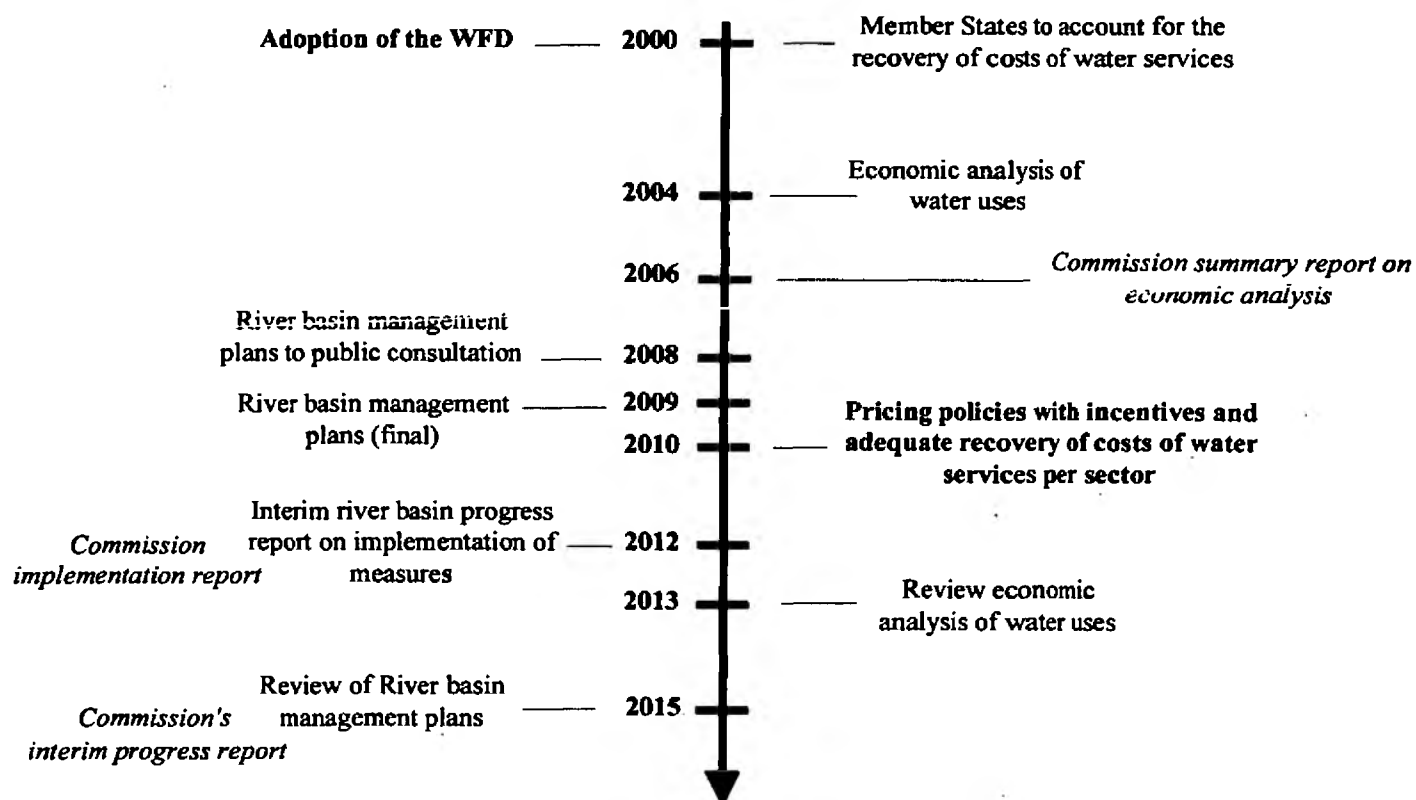 Adoption of the WFD
2000
Member States to account for the
recovery of costs of water services
2004
Economic analysis of
water uses
2006
Commission summary report on
economic analysis
River basin management
plans to public consultation
2008
River basin management
plans (final)
2009
2010
Pricing policies with incentives and
adequate recovery of costs of water
services per sector
Interim river basin progress
report on implementation of
measures
Commission
implementation report
2012
2013
Review economic
analysis of water uses
Review of River basin
management plans
Commission's
interim progress report
2015